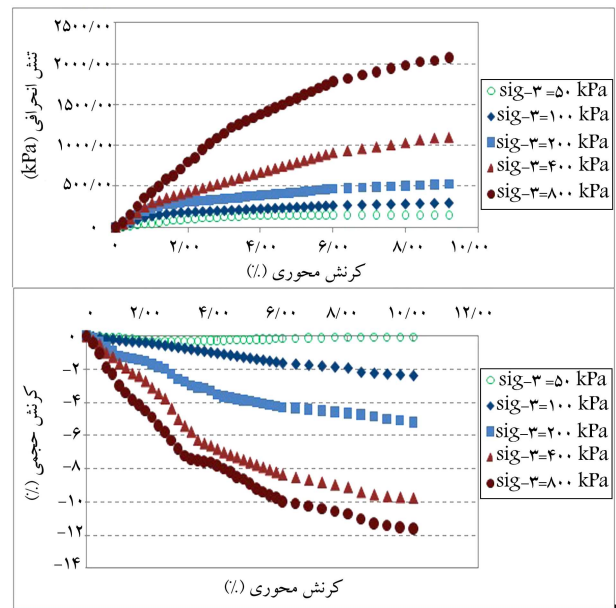 ۲۵۰۰/۰۰
۲۰۰۰/۰۰
۱۵۰۰/۰۰
۱۰۰۰/۰۰
۵۰۰/۰۰
۰
تنش انحرافی (kPa)
۰ ۲/۰۰ ۴/۰۰ ۶/۰۰ ۸/۰۰ ۱۰/۰۰
کرنش محوری (٪)
sig-۳ =۵۰ kPa
sig-۳=۱۰۰ kPa
sig-۳=۲۰۰ kPa
sig-۳=۴۰۰ kPa
sig-۳=۸۰۰ kPa
۰ ۲/۰۰ ۴/۰۰ ۶/۰۰ ۸/۰۰ ۱۰/۰۰ ۱۲/۰۰
۰
-۲
-۴
-۶
-۸
-۱۰
-۱۲
-۱۴
کرنش حجمی (٪)
کرنش محوری (٪)
sig-۳ =۵۰ kPa
sig-۳=۱۰۰ kPa
sig-۳=۲۰۰ kPa
sig-۳=۴۰۰ kPa
sig-۳=۸۰۰ kPa